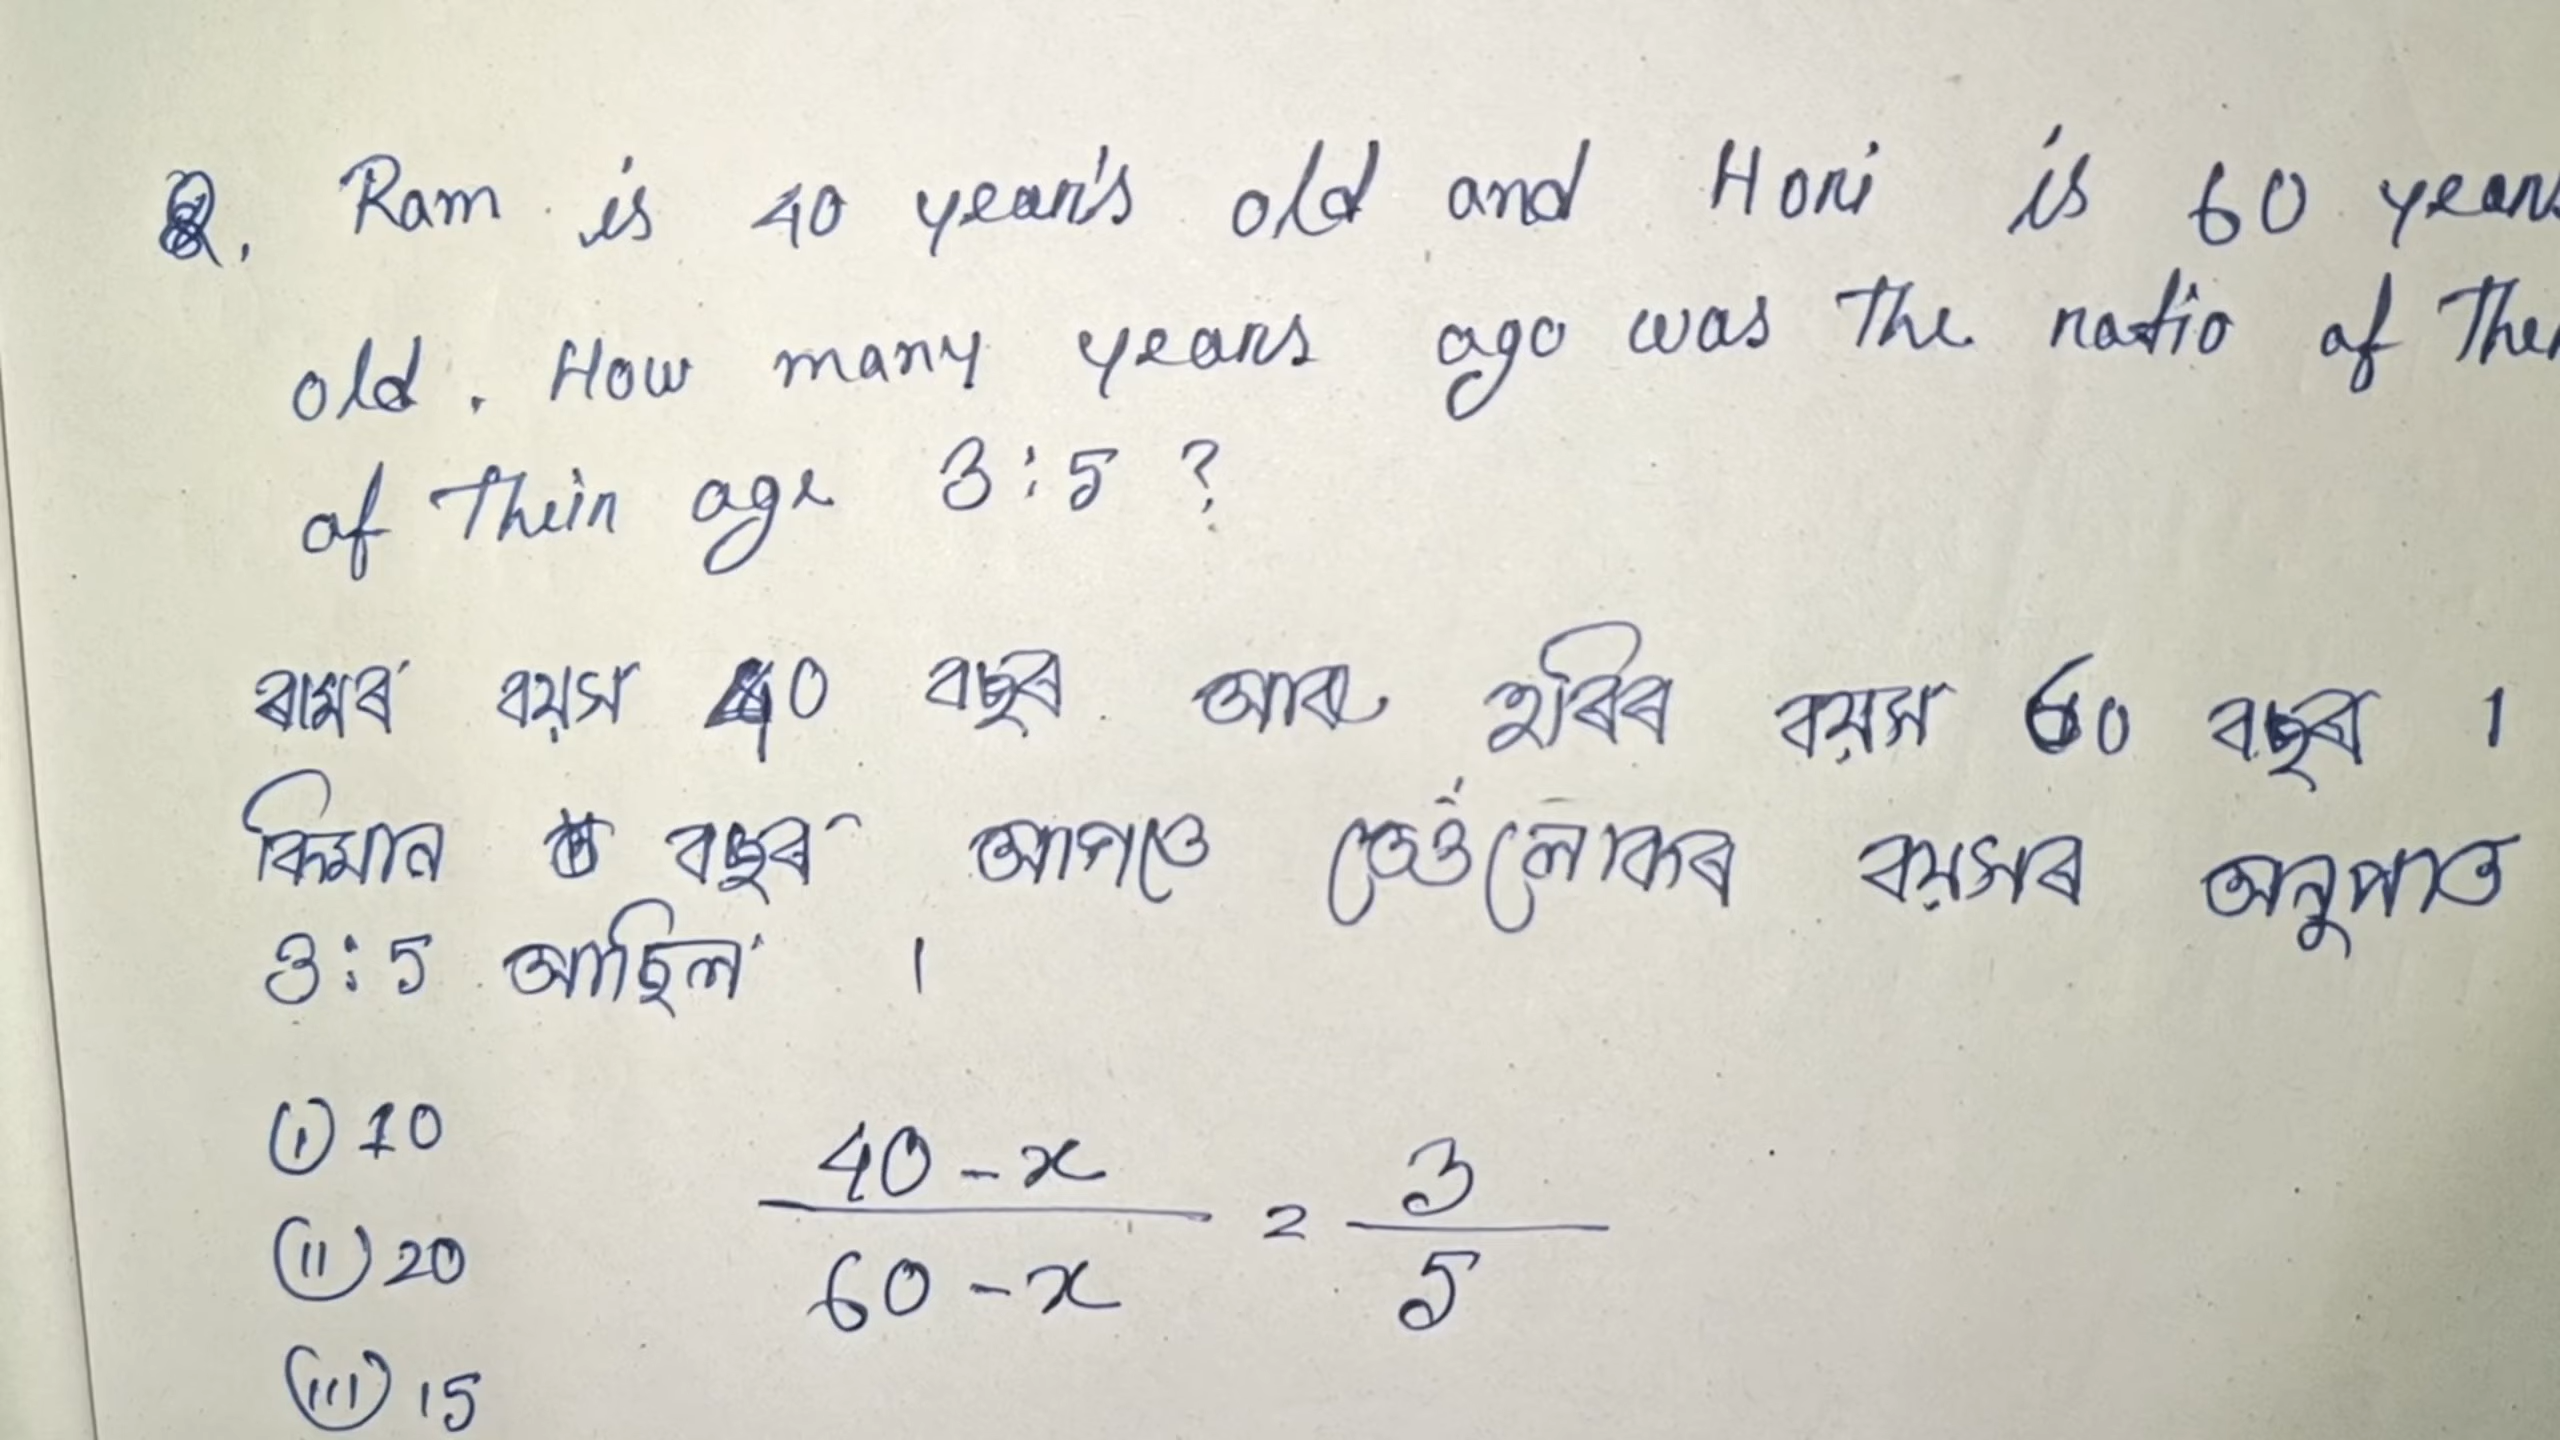 Q. Ram is 40 year's old and Hori is 60 years
old. How many years ago was the ratio of
of Their age 3:5 ?
ৰামৰ বয়স 40 বছৰ আৰু হৰিৰ বয়স 60 বছৰ ।
কিমান বছৰ আগতে তেওঁলোকৰ বয়সৰ অনুপাত
3:5 আছিল ।
(i) 10
40 - x / 60 - x = 3 / 5
(ii) 20
(iii) 15